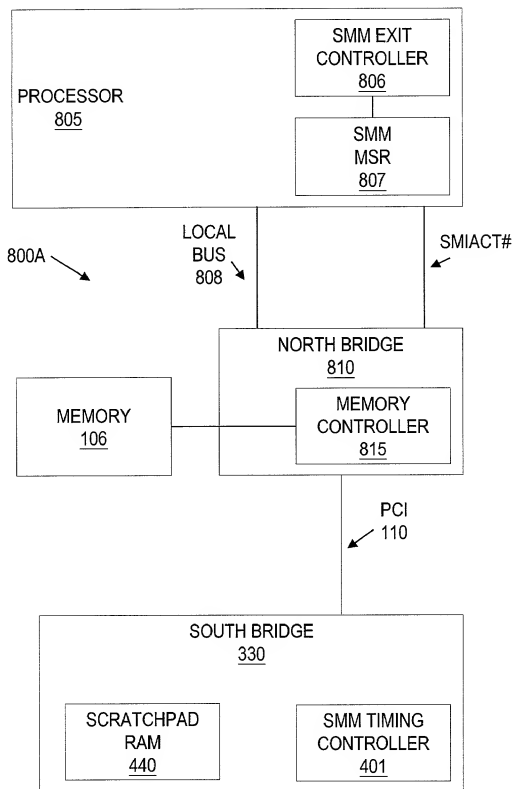 SMM EXIT
CONTROLLER
806
PROCESSOR
805
SMM
MSR
807
LOCAL
BUS
808
SMIACT#
800A
NORTH BRIDGE
810
MEMORY
CONTROLLER
815
MEMORY
106
PCI
110
SOUTH BRIDGE
330
SCRATCHPAD
RAM
440
SMM TIMING
CONTROLLER
401